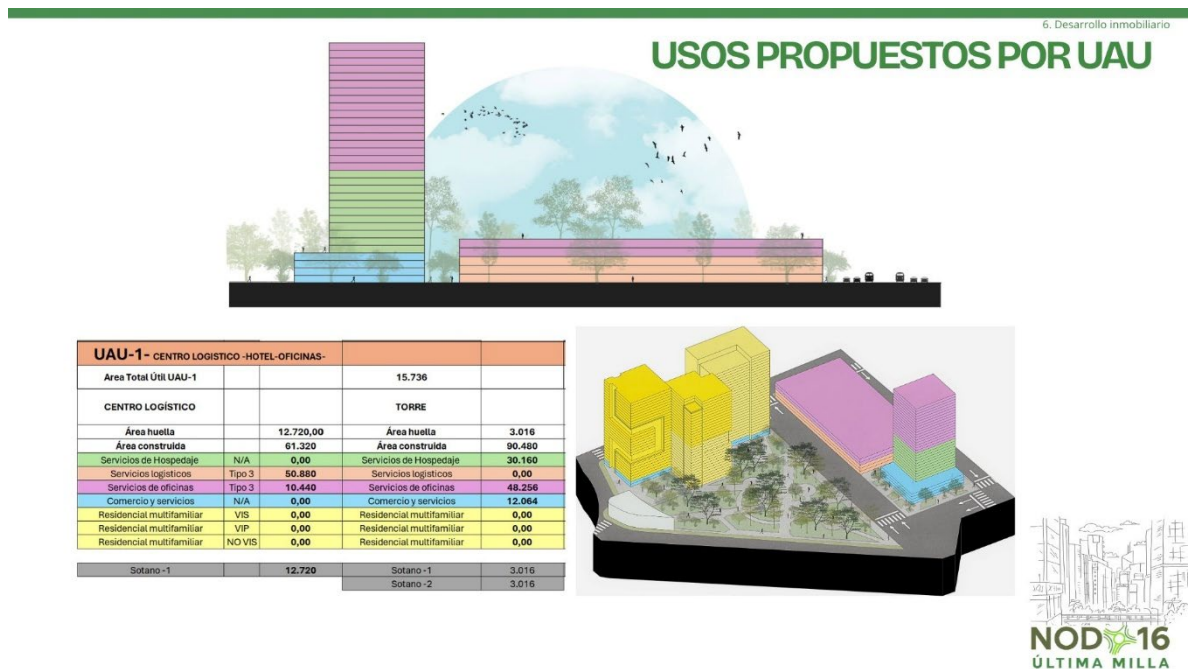 6. Desarrollo inmobiliario
USOS PROPUESTOS POR UAU
UAU-1- CENTRO LOGISTICO -HOTEL-OFICINAS-
Area Total Útil UAU-1 15.736
CENTRO LOGÍSTICO TORRE
Área huella 12.720,00 Área huella 3.016
Área construida 61.320 Área construida 90.480
Servicios de Hospedaje N/A 0,00 Servicios de Hospedaje 30.160
Servicios logisticos Tipo 3 50.880 Servicios logisticos 0,00
Servicios de oficinas Tipo 3 10.440 Servicios de oficinas 48.256
Comercio y servicios N/A 0,00 Comercio y servicios 12.064
Residencial multifamiliar VIS 0,00 Residencial multifamiliar 0,00
Residencial multifamiliar VIP 0,00 Residencial multifamiliar 0,00
Residencial multifamiliar NO VIS 0,00 Residencial multifamiliar 0,00
Sotano -1 12.720 Sotano -1 3.016
Sotano -2 3.016
NODO 16
ÚLTIMA MILLA